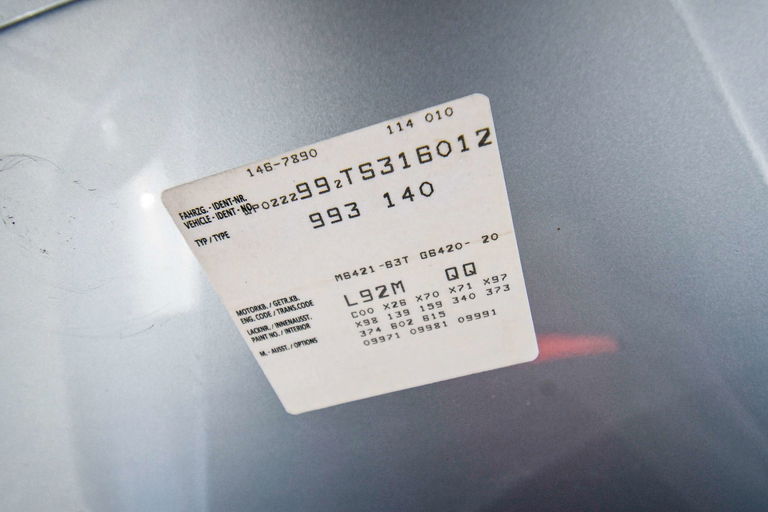 146-7890 114 010
FAHRZG.-IDENT-NR.
VEHICLE-IDENT-NO. WP0ZZZ99ZTS316012
TYP/TYPE 993 140
MOTORKB./GETR.KB.
ENG.CODE/TRANS.CODE M6421-63T G6420- 20
LACKNR./INNENAUSST.
PAINT NO./INTERIOR L92M QQ
M.-AUSST./OPTIONS C00 X26 X70 X71 X97
X98 139 159 340 373
374 602 615
09971 09981 09991